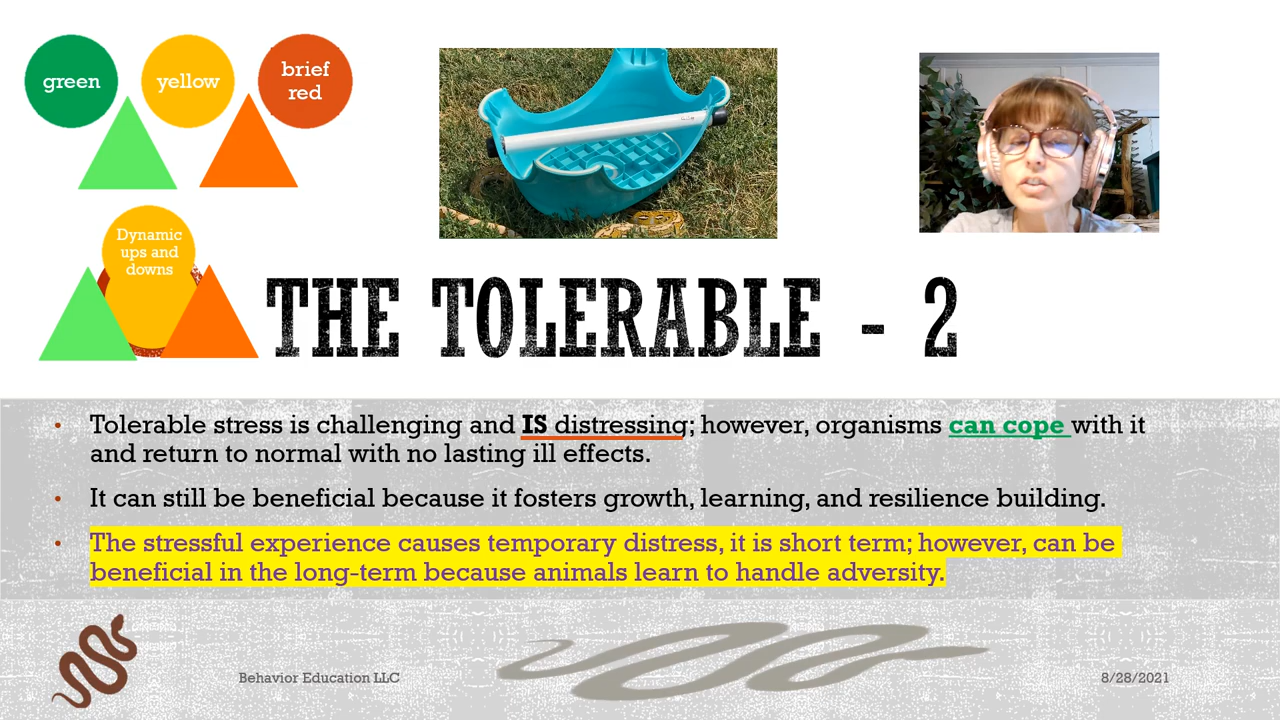 green
yellow
brief
red
Dynamic
ups and
downs
THE TOLERABLE - 2
• Tolerable stress is challenging and IS distressing; however, organisms can cope with it
and return to normal with no lasting ill effects.
• It can still be beneficial because it fosters growth, learning, and resilience building.
• The stressful experience causes temporary distress, it is short term; however, can be
beneficial in the long-term because animals learn to handle adversity.
Behavior Education LLC
8/28/2021